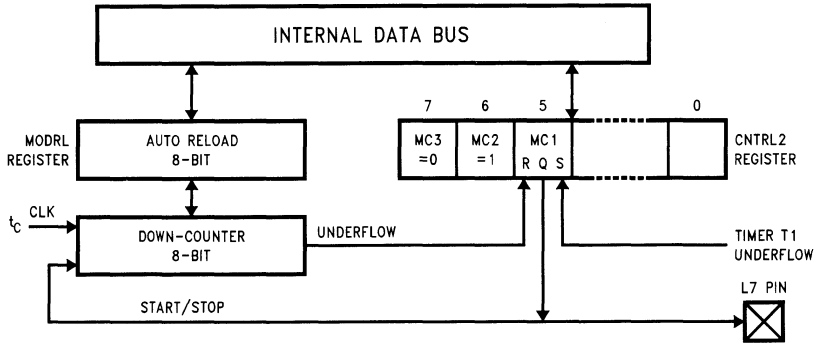 INTERNAL DATA BUS
7 6 5 0
MODRL
REGISTER
AUTO RELOAD
8-BIT
MC3
=0
MC2
=1
MC1
R Q S
CNTRL2
REGISTER
tC CLK
DOWN-COUNTER
8-BIT
UNDERFLOW
TIMER T1
UNDERFLOW
START/STOP
L7 PIN